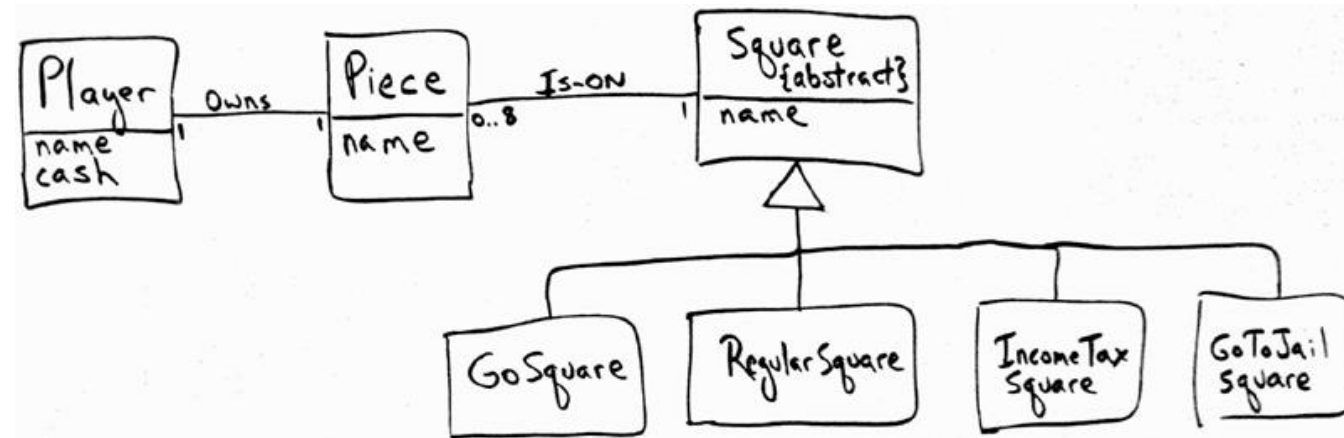 Player
name
cash
1
Owns
1
Piece
name
0..8
Is-ON
1
Square
{abstract}
name
GoSquare
RegularSquare
IncomeTax
Square
GoToJail
Square